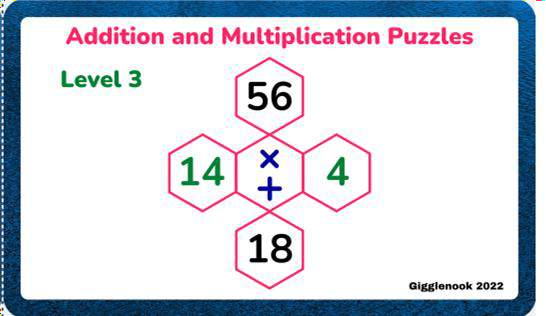 Addition and Multiplication Puzzles
Level 3
56
14 × 4
+
18
Gigglenook 2022